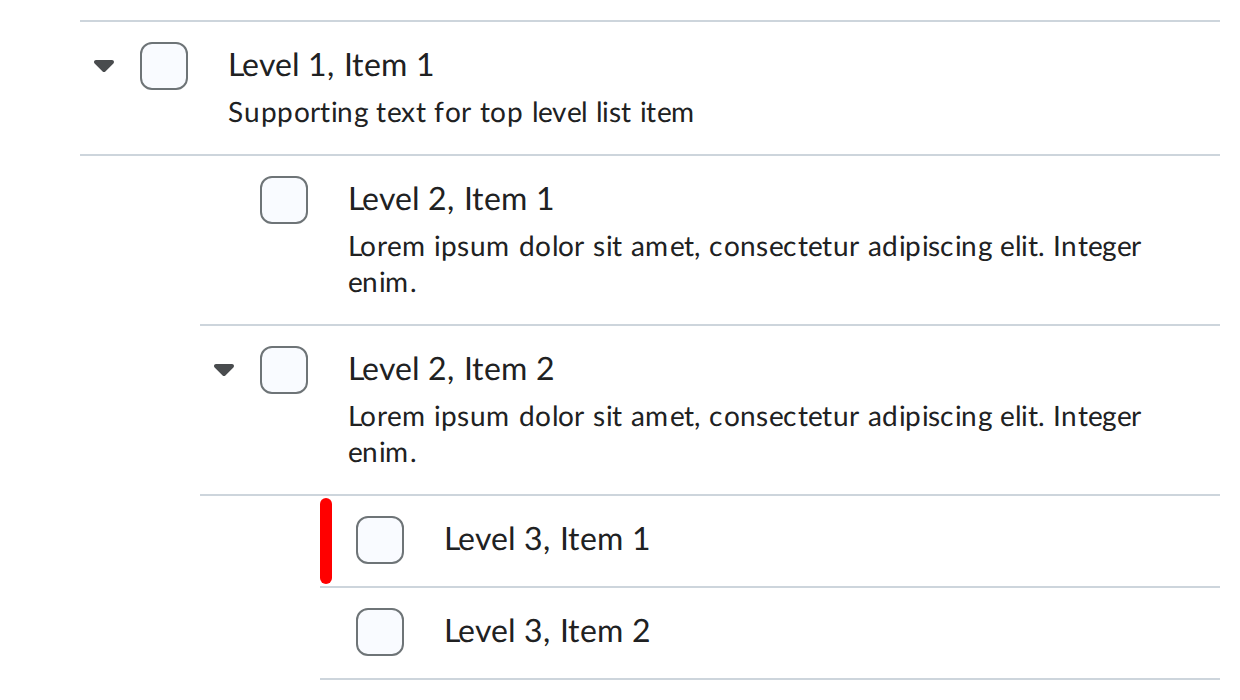 Level 1, Item 1
Supporting text for top level list item
Level 2, Item 1
Lorem ipsum dolor sit amet, consectetur adipiscing elit. Integer
enim.
Level 2, Item 2
Lorem ipsum dolor sit amet, consectetur adipiscing elit. Integer
enim.
Level 3, Item 1
Level 3, Item 2